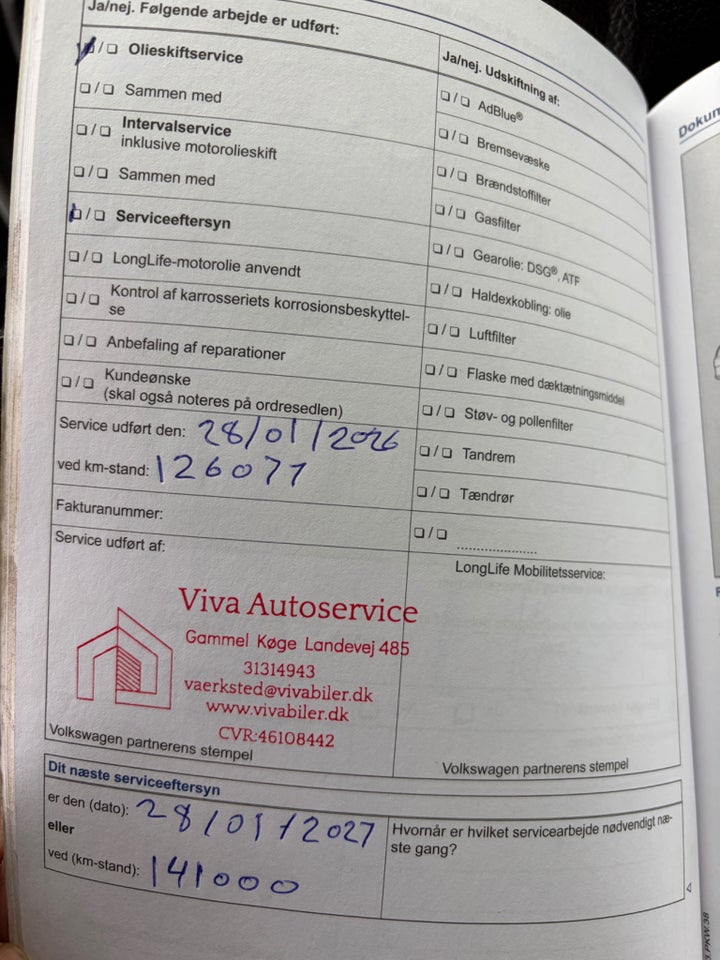 Ja/nej. Følgende arbejde er udført:
☑ / ❏ Olieskiftservice
❏ / ❏ Sammen med
❏ / ❏ Intervalservice
inklusive motorolieskift
❏ / ❏ Sammen med
☑ / ❏ Serviceeftersyn
❏ / ❏ LongLife-motorolie anvendt
❏ / ❏ Kontrol af karrosseriets korrosionsbeskyttel-
se
❏ / ❏ Anbefaling af reparationer
❏ / ❏ Kundeønske
(skal også noteres på ordresedlen)
Service udført den: 28/01/2026
ved km-stand: 126077
Fakturanummer:
Service udført af:
Viva Autoservice
Gammel Køge Landevej 485
31314943
vaerksted@vivabiler.dk
www.vivabiler.dk
CVR:46108442
Volkswagen partnerens stempel
Ja/nej. Udskiftning af:
❏ / ❏ AdBlue®
❏ / ❏ Bremsevæske
❏ / ❏ Brændstoffilter
❏ / ❏ Gasfilter
❏ / ❏ Gearolie: DSG®, ATF
❏ / ❏ Haldexkobling: olie
❏ / ❏ Luftfilter
❏ / ❏ Flaske med dæktætningsmiddel
❏ / ❏ Støv- og pollenfilter
❏ / ❏ Tandrem
❏ / ❏ Tændrør
❏ / ❏ .....................
LongLife Mobilitetsservice:
Volkswagen partnerens stempel
Dit næste serviceeftersyn
er den (dato): 28/01/2027
eller
ved (km-stand): 141000
Hvornår er hvilket servicearbejde nødvendigt næ-
ste gang?